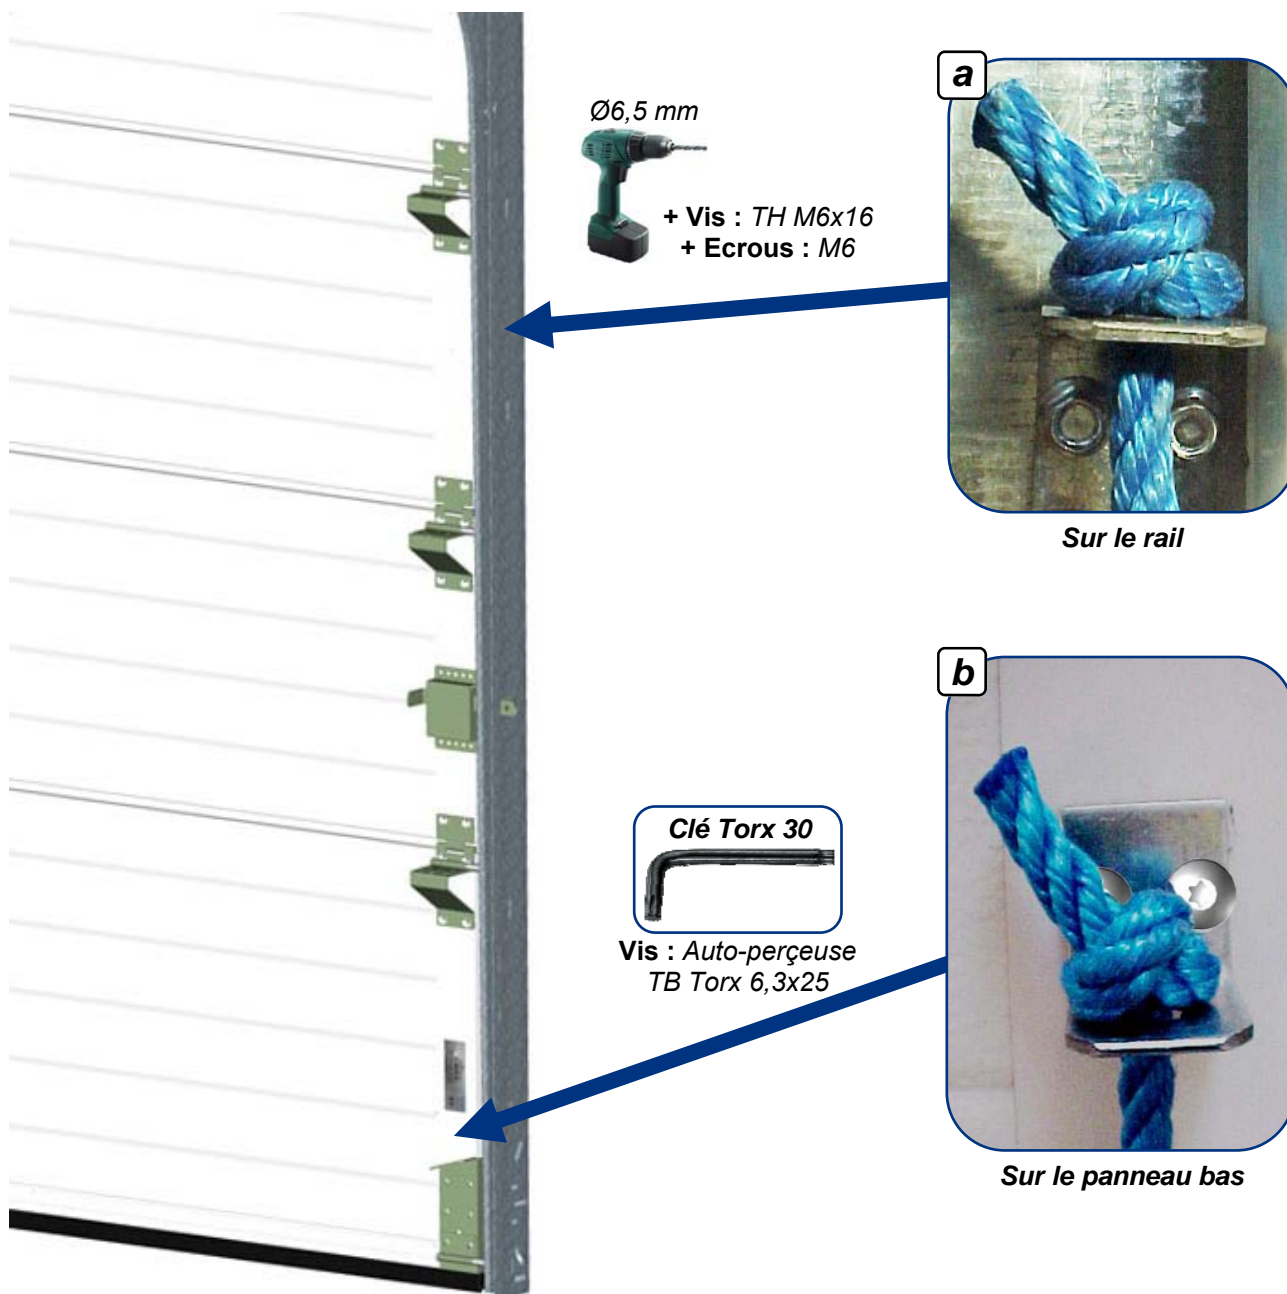 a
Ø6,5 mm
+ Vis : TH M6x16
+ Ecrous : M6
Sur le rail
b
Clé Torx 30
Vis : Auto-perçeuse
TB Torx 6,3x25
Sur le panneau bas